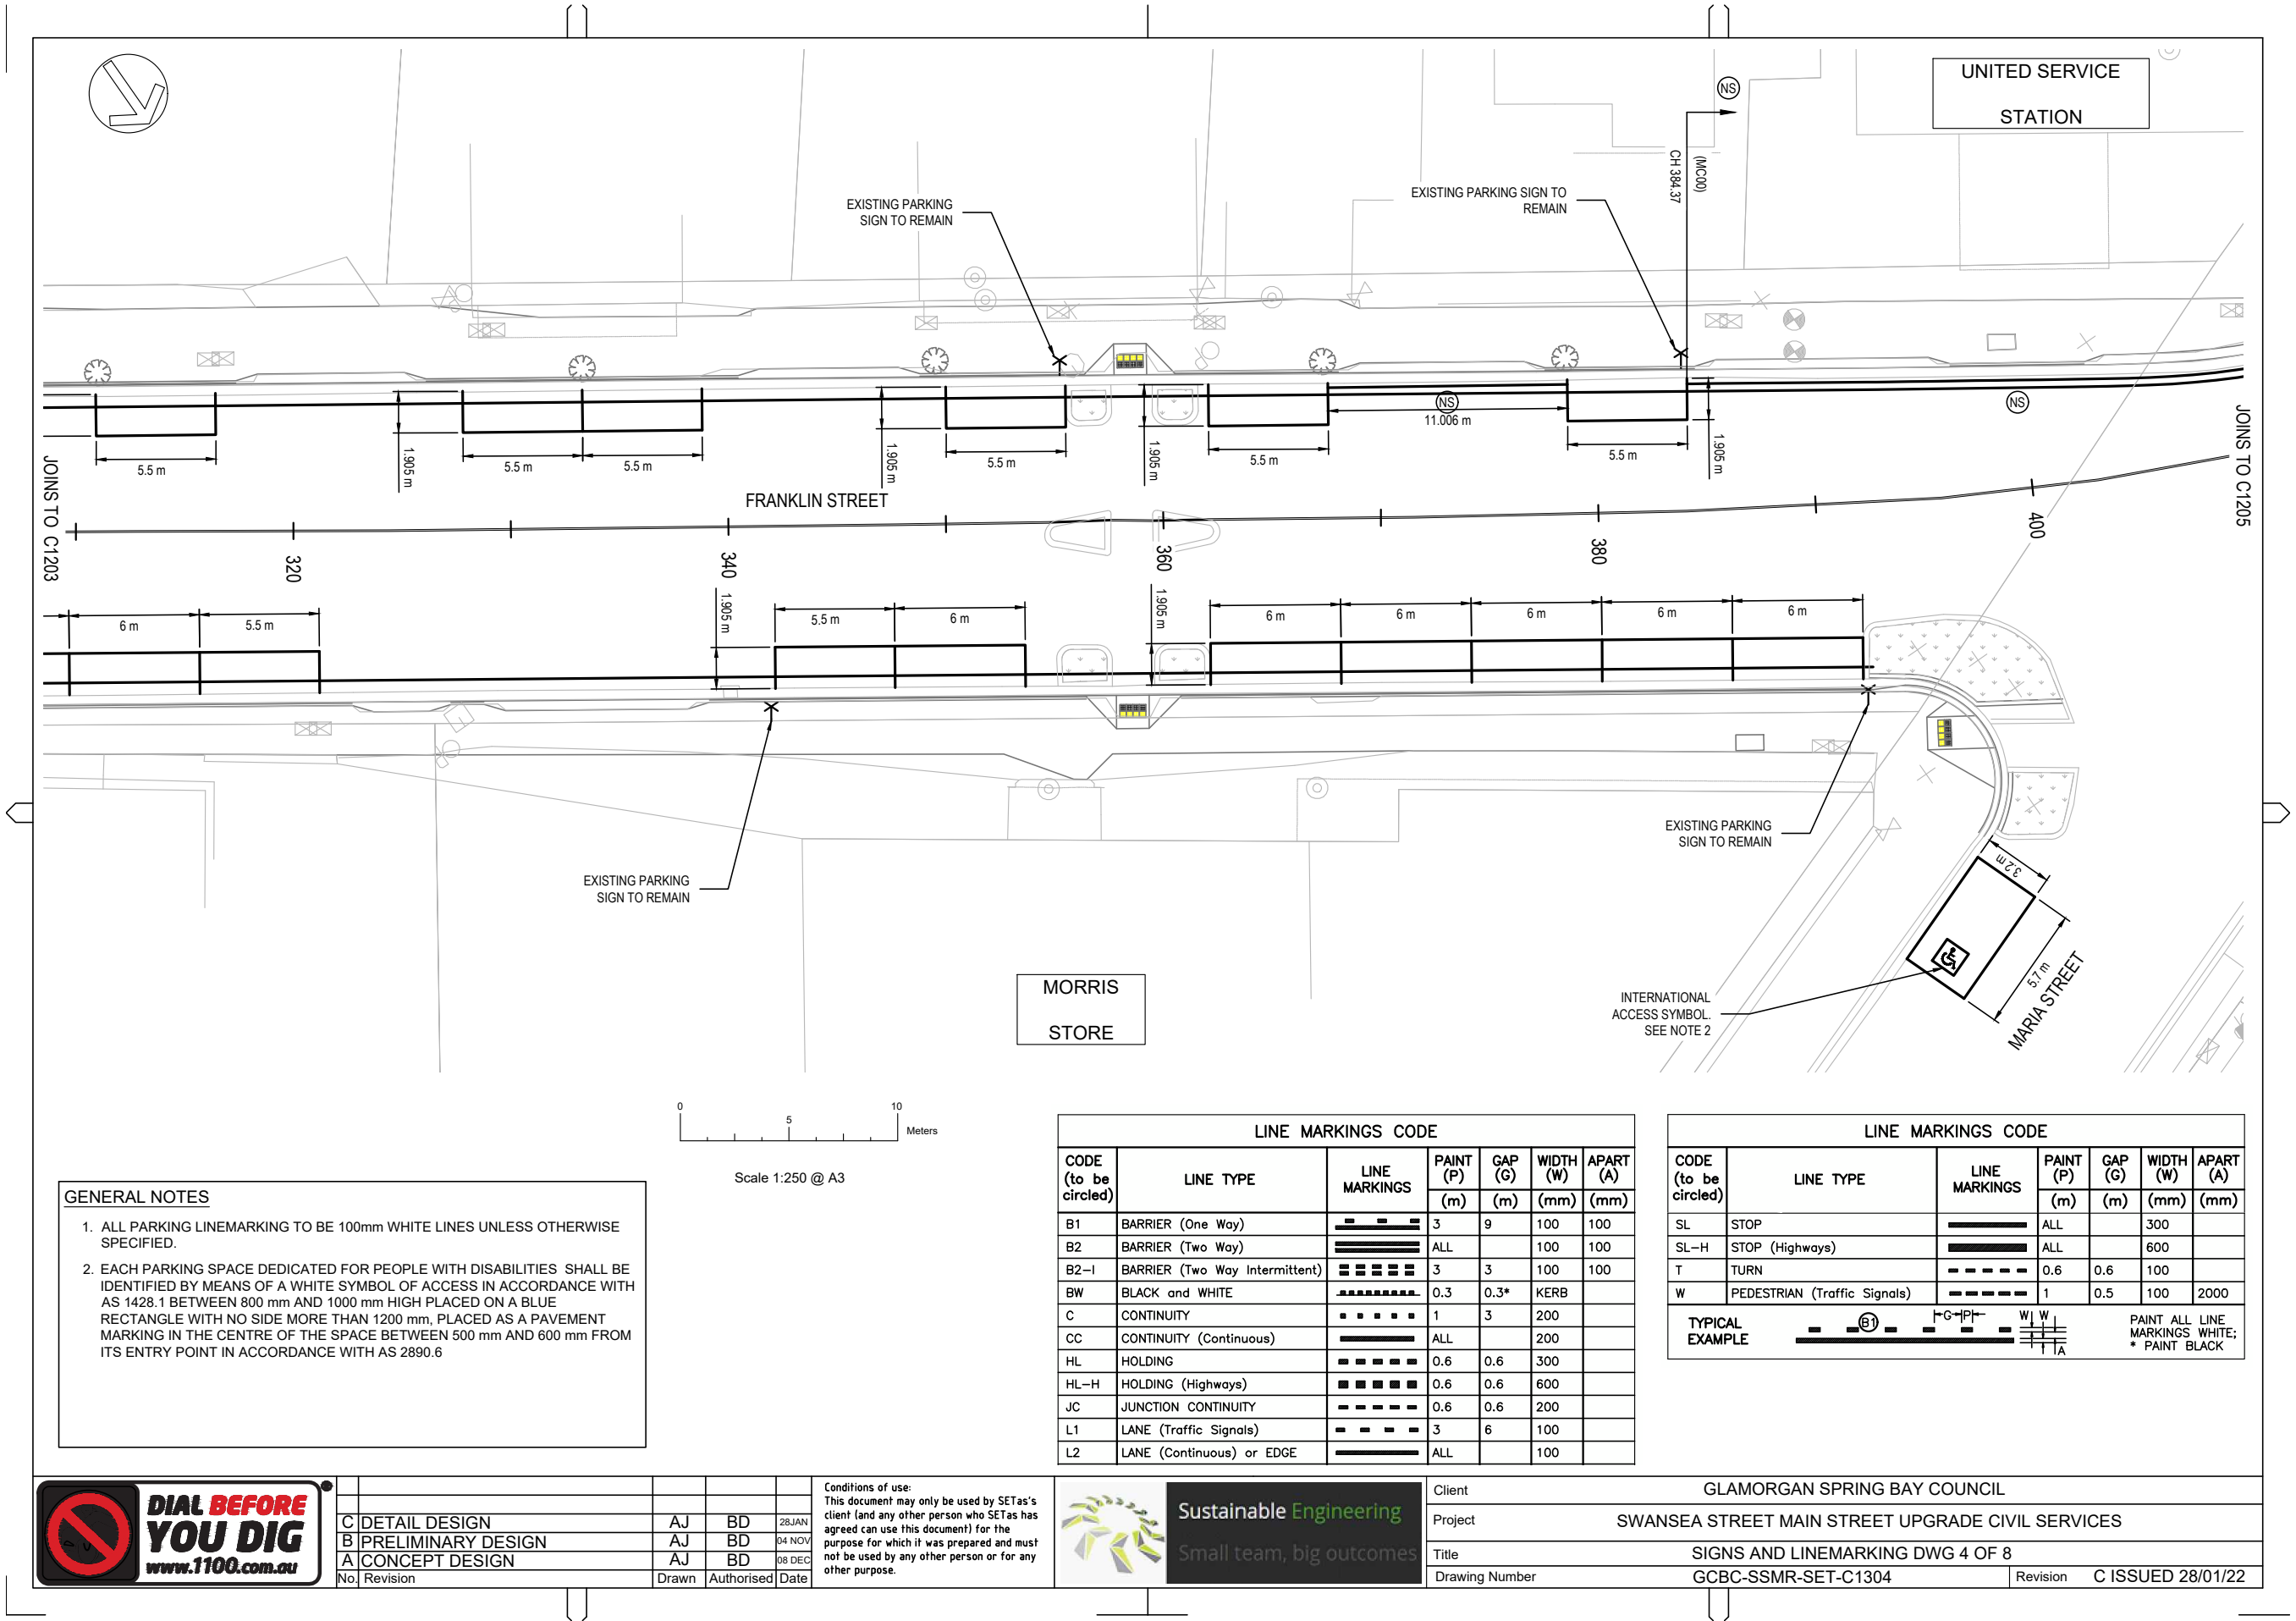 UNITED SERVICE
STATION
NS
CH 384.37
(MC00)
EXISTING PARKING
SIGN TO REMAIN
EXISTING PARKING SIGN TO
REMAIN
NS
11.006 m
NS
5.5 m
1.905 m
5.5 m
5.5 m
1.905 m
5.5 m
1.905 m
5.5 m
5.5 m
1.905 m
JOINS TO C1203
JOINS TO C1205
FRANKLIN STREET
320
340
360
380
400
6 m
5.5 m
1.905 m
5.5 m
6 m
1.905 m
6 m
6 m
6 m
6 m
6 m
EXISTING PARKING
SIGN TO REMAIN
EXISTING PARKING
SIGN TO REMAIN
3.2 m
5.7 m
MARIA STREET
INTERNATIONAL
ACCESS SYMBOL.
SEE NOTE 2
MORRIS
STORE
0
5
10
Meters
Scale 1:250 @ A3
GENERAL NOTES
1. ALL PARKING LINEMARKING TO BE 100mm WHITE LINES UNLESS OTHERWISE
SPECIFIED.
2. EACH PARKING SPACE DEDICATED FOR PEOPLE WITH DISABILITIES SHALL BE
IDENTIFIED BY MEANS OF A WHITE SYMBOL OF ACCESS IN ACCORDANCE WITH
AS 1428.1 BETWEEN 800 mm AND 1000 mm HIGH PLACED ON A BLUE
RECTANGLE WITH NO SIDE MORE THAN 1200 mm, PLACED AS A PAVEMENT
MARKING IN THE CENTRE OF THE SPACE BETWEEN 500 mm AND 600 mm FROM
ITS ENTRY POINT IN ACCORDANCE WITH AS 2890.6
LINE MARKINGS CODE
CODE (to be circled) LINE TYPE LINE MARKINGS PAINT (P) (m) GAP (G) (m) WIDTH (W) (mm) APART (A) (mm)
B1 BARRIER (One Way) 3 9 100 100
B2 BARRIER (Two Way) ALL 100 100
B2-I BARRIER (Two Way Intermittent) 3 3 100 100
BW BLACK and WHITE 0.3 0.3* KERB
C CONTINUITY 1 3 200
CC CONTINUITY (Continuous) ALL 200
HL HOLDING 0.6 0.6 300
HL-H HOLDING (Highways) 0.6 0.6 600
JC JUNCTION CONTINUITY 0.6 0.6 200
L1 LANE (Traffic Signals) 3 6 100
L2 LANE (Continuous) or EDGE ALL 100
LINE MARKINGS CODE
CODE (to be circled) LINE TYPE LINE MARKINGS PAINT (P) (m) GAP (G) (m) WIDTH (W) (mm) APART (A) (mm)
SL STOP ALL 300
SL-H STOP (Highways) ALL 600
T TURN 0.6 0.6 100
W PEDESTRIAN (Traffic Signals) 1 0.5 100 2000
TYPICAL
EXAMPLE
B1
G P
W W
A
PAINT ALL LINE
MARKINGS WHITE;
* PAINT BLACK
DIAL BEFORE
YOU DIG
www.1100.com.au
C DETAIL DESIGN AJ BD 28JAN
B PRELIMINARY DESIGN AJ BD 04 NOV
A CONCEPT DESIGN AJ BD 08 DEC
No. Revision Drawn Authorised Date
Conditions of use:
This document may only be used by SETas's
client (and any other person who SETas has
agreed can use this document) for the
purpose for which it was prepared and must
not be used by any other person or for any
other purpose.
Sustainable Engineering
Small team, big outcomes
Client GLAMORGAN SPRING BAY COUNCIL
Project SWANSEA STREET MAIN STREET UPGRADE CIVIL SERVICES
Title SIGNS AND LINEMARKING DWG 4 OF 8
Drawing Number GCBC-SSMR-SET-C1304 Revision C ISSUED 28/01/22